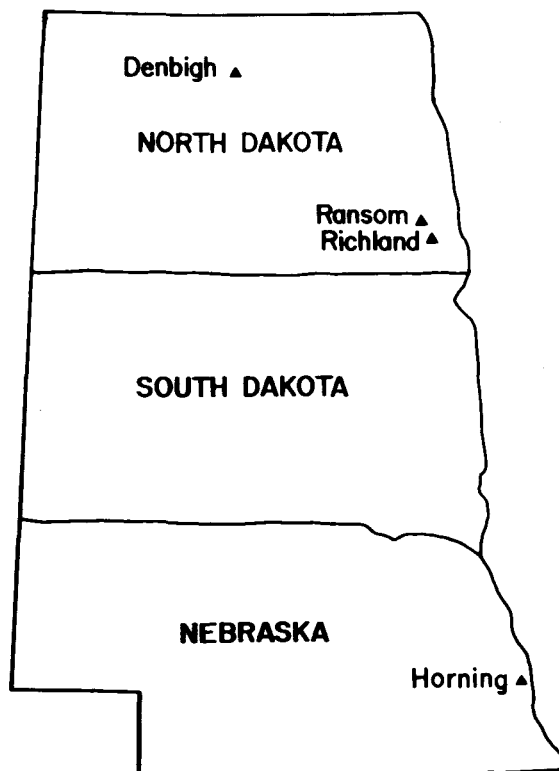 Denbigh
NORTH DAKOTA
Ransom
Richland
SOUTH DAKOTA
NEBRASKA
Horning